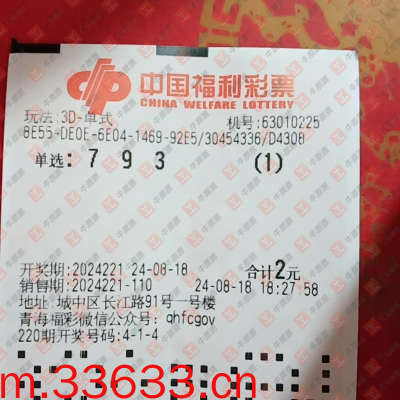 中国福利彩票
CHINA WELFARE LOTTERY
玩法:3D-单式 机号:63010225
8E55-DE0E-6E04-1469-92E5/30454336/D4308
单选: 7 9 3 (1)
开奖期:2024221 24-08-18 合计2元
销售期:2024221-110 24-08-18 18:27:58
地址:城中区长江路91号一号楼
青海福彩微信公众号: qhfcgov
220期开奖号码:4-1-4
m.33633.cn